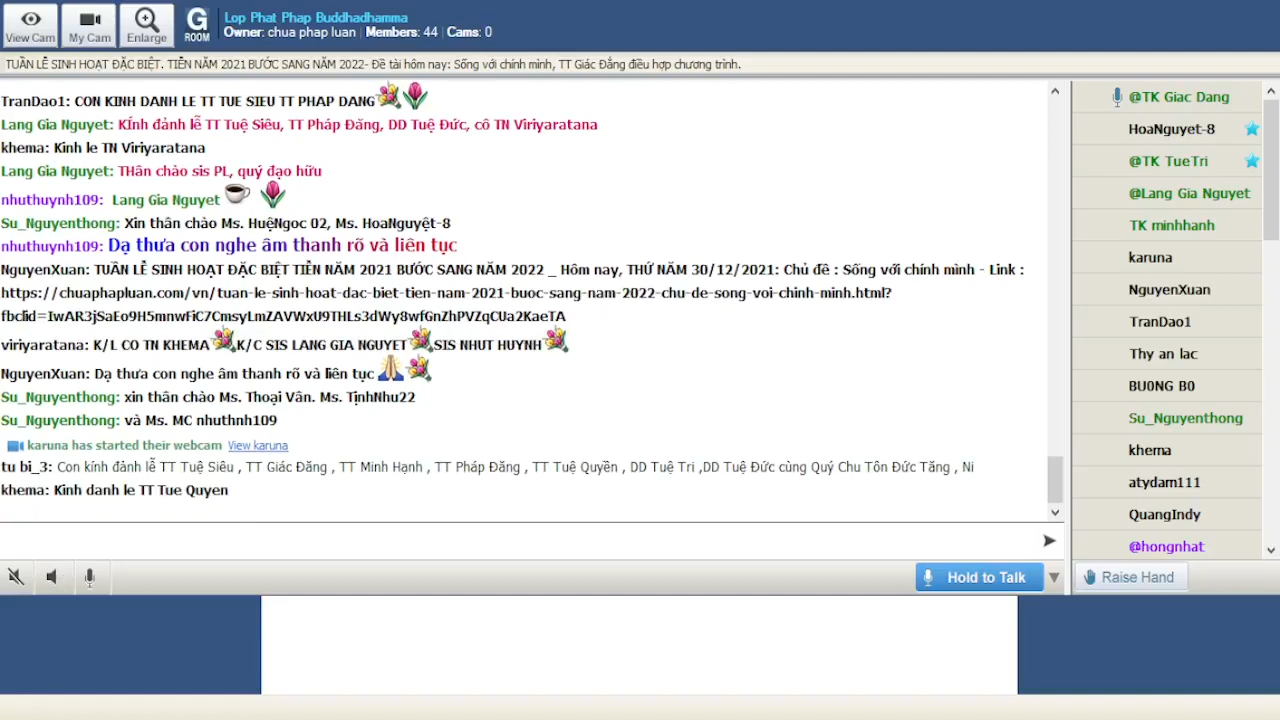 View Cam
My Cam
Enlarge
G
ROOM
Lop Phat Phap Buddhadhamma
Owner: chua phap luan | Members: 44 | Cams: 0
TUẦN LỄ SINH HOẠT ĐẶC BIỆT. TIỄN NĂM 2021 BƯỚC SANG NĂM 2022- Đề tài hôm nay: Sống với chính mình, TT Giác Đẳng điều hợp chương trình.
TranDao1: CON KINH DANH LE TT TUE SIEU TT PHAP DANG
Lang Gia Nguyet: KÍnh đảnh lễ TT Tuệ Siêu, TT Pháp Đăng, DD Tuệ Đức, cô TN Viriyaratana
khema: Kinh le TN Viriyaratana
Lang Gia Nguyet: THân chào sis PL, quý đạo hữu
nhuthuynh109: Lang Gia Nguyet
Su_Nguyenthong: Xin thân chào Ms. HuệNgoc 02, Ms. HoaNguyệt-8
nhuthuynh109: Dạ thưa con nghe âm thanh rõ và liên tục
NguyenXuan: TUẦN LỄ SINH HOẠT ĐẶC BIỆT TIỄN NĂM 2021 BƯỚC SANG NĂM 2022 _ Hôm nay, THỨ NĂM 30/12/2021: Chủ đề : Sống với chính mình - Link :
https://chuaphapluan.com/vn/tuan-le-sinh-hoat-dac-biet-tien-nam-2021-buoc-sang-nam-2022-chu-de-song-voi-chinh-minh.html?
fbclid=IwAR3jSaEo9H5mnwFiC7CmsyLmZAVWxU9THLs3dWy8wfGnZhPVZqCUa2KaeTA
viriyaratana: K/L CO TN KHEMA K/C SIS LANG GIA NGUYET SIS NHUT HUYNH
NguyenXuan: Dạ thưa con nghe âm thanh rõ và liên tục
Su_Nguyenthong: xin thân chào Ms. Thoại Vân. Ms. TịnhNhu22
Su_Nguyenthong: và Ms. MC nhuthnh109
karuna has started their webcam View karuna
tu bi_3: Con kính đảnh lễ TT Tuệ Siêu , TT Giác Đăng , TT Minh Hạnh , TT Pháp Đăng , TT Tuệ Quyền , DD Tuệ Tri ,DD Tuệ Đức cùng Quý Chu Tôn Đức Tăng , Ni
khema: Kinh danh le TT Tue Quyen
Hold to Talk
@TK Giac Dang
HoaNguyet-8
@TK TueTri
@Lang Gia Nguyet
TK minhhanh
karuna
NguyenXuan
TranDao1
Thy an lac
BU0NG B0
Su_Nguyenthong
khema
atydam111
QuangIndy
@hongnhat
Raise Hand